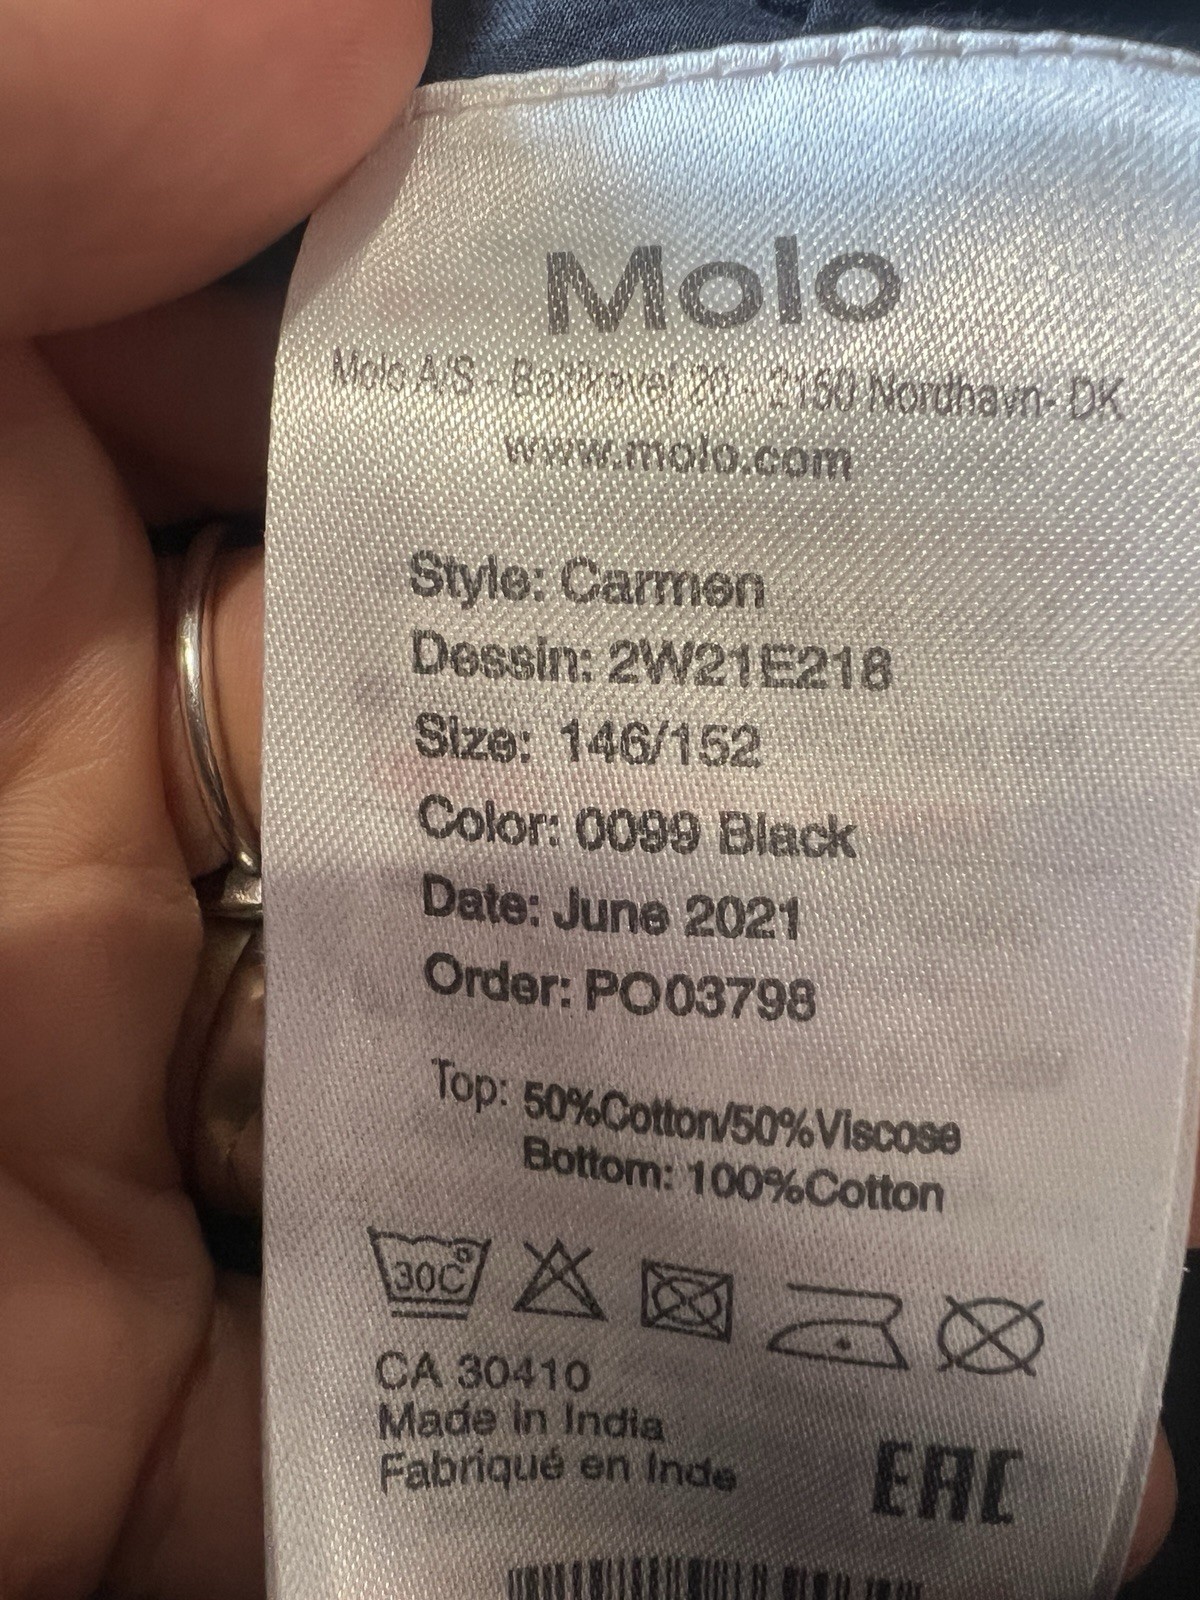 Molo
Molo A/S - Baltikavej 20 - 2150 Nordhavn- DK
www.molo.com
Style: Carmen
Dessin: 2W21E218
Size: 146/152
Color: 0099 Black
Date: June 2021
Order: PO03798
Top: 50%Cotton/50%Viscose
Bottom: 100%Cotton
30C°
CA 30410
Made in India
Fabriqué en Inde
EAC